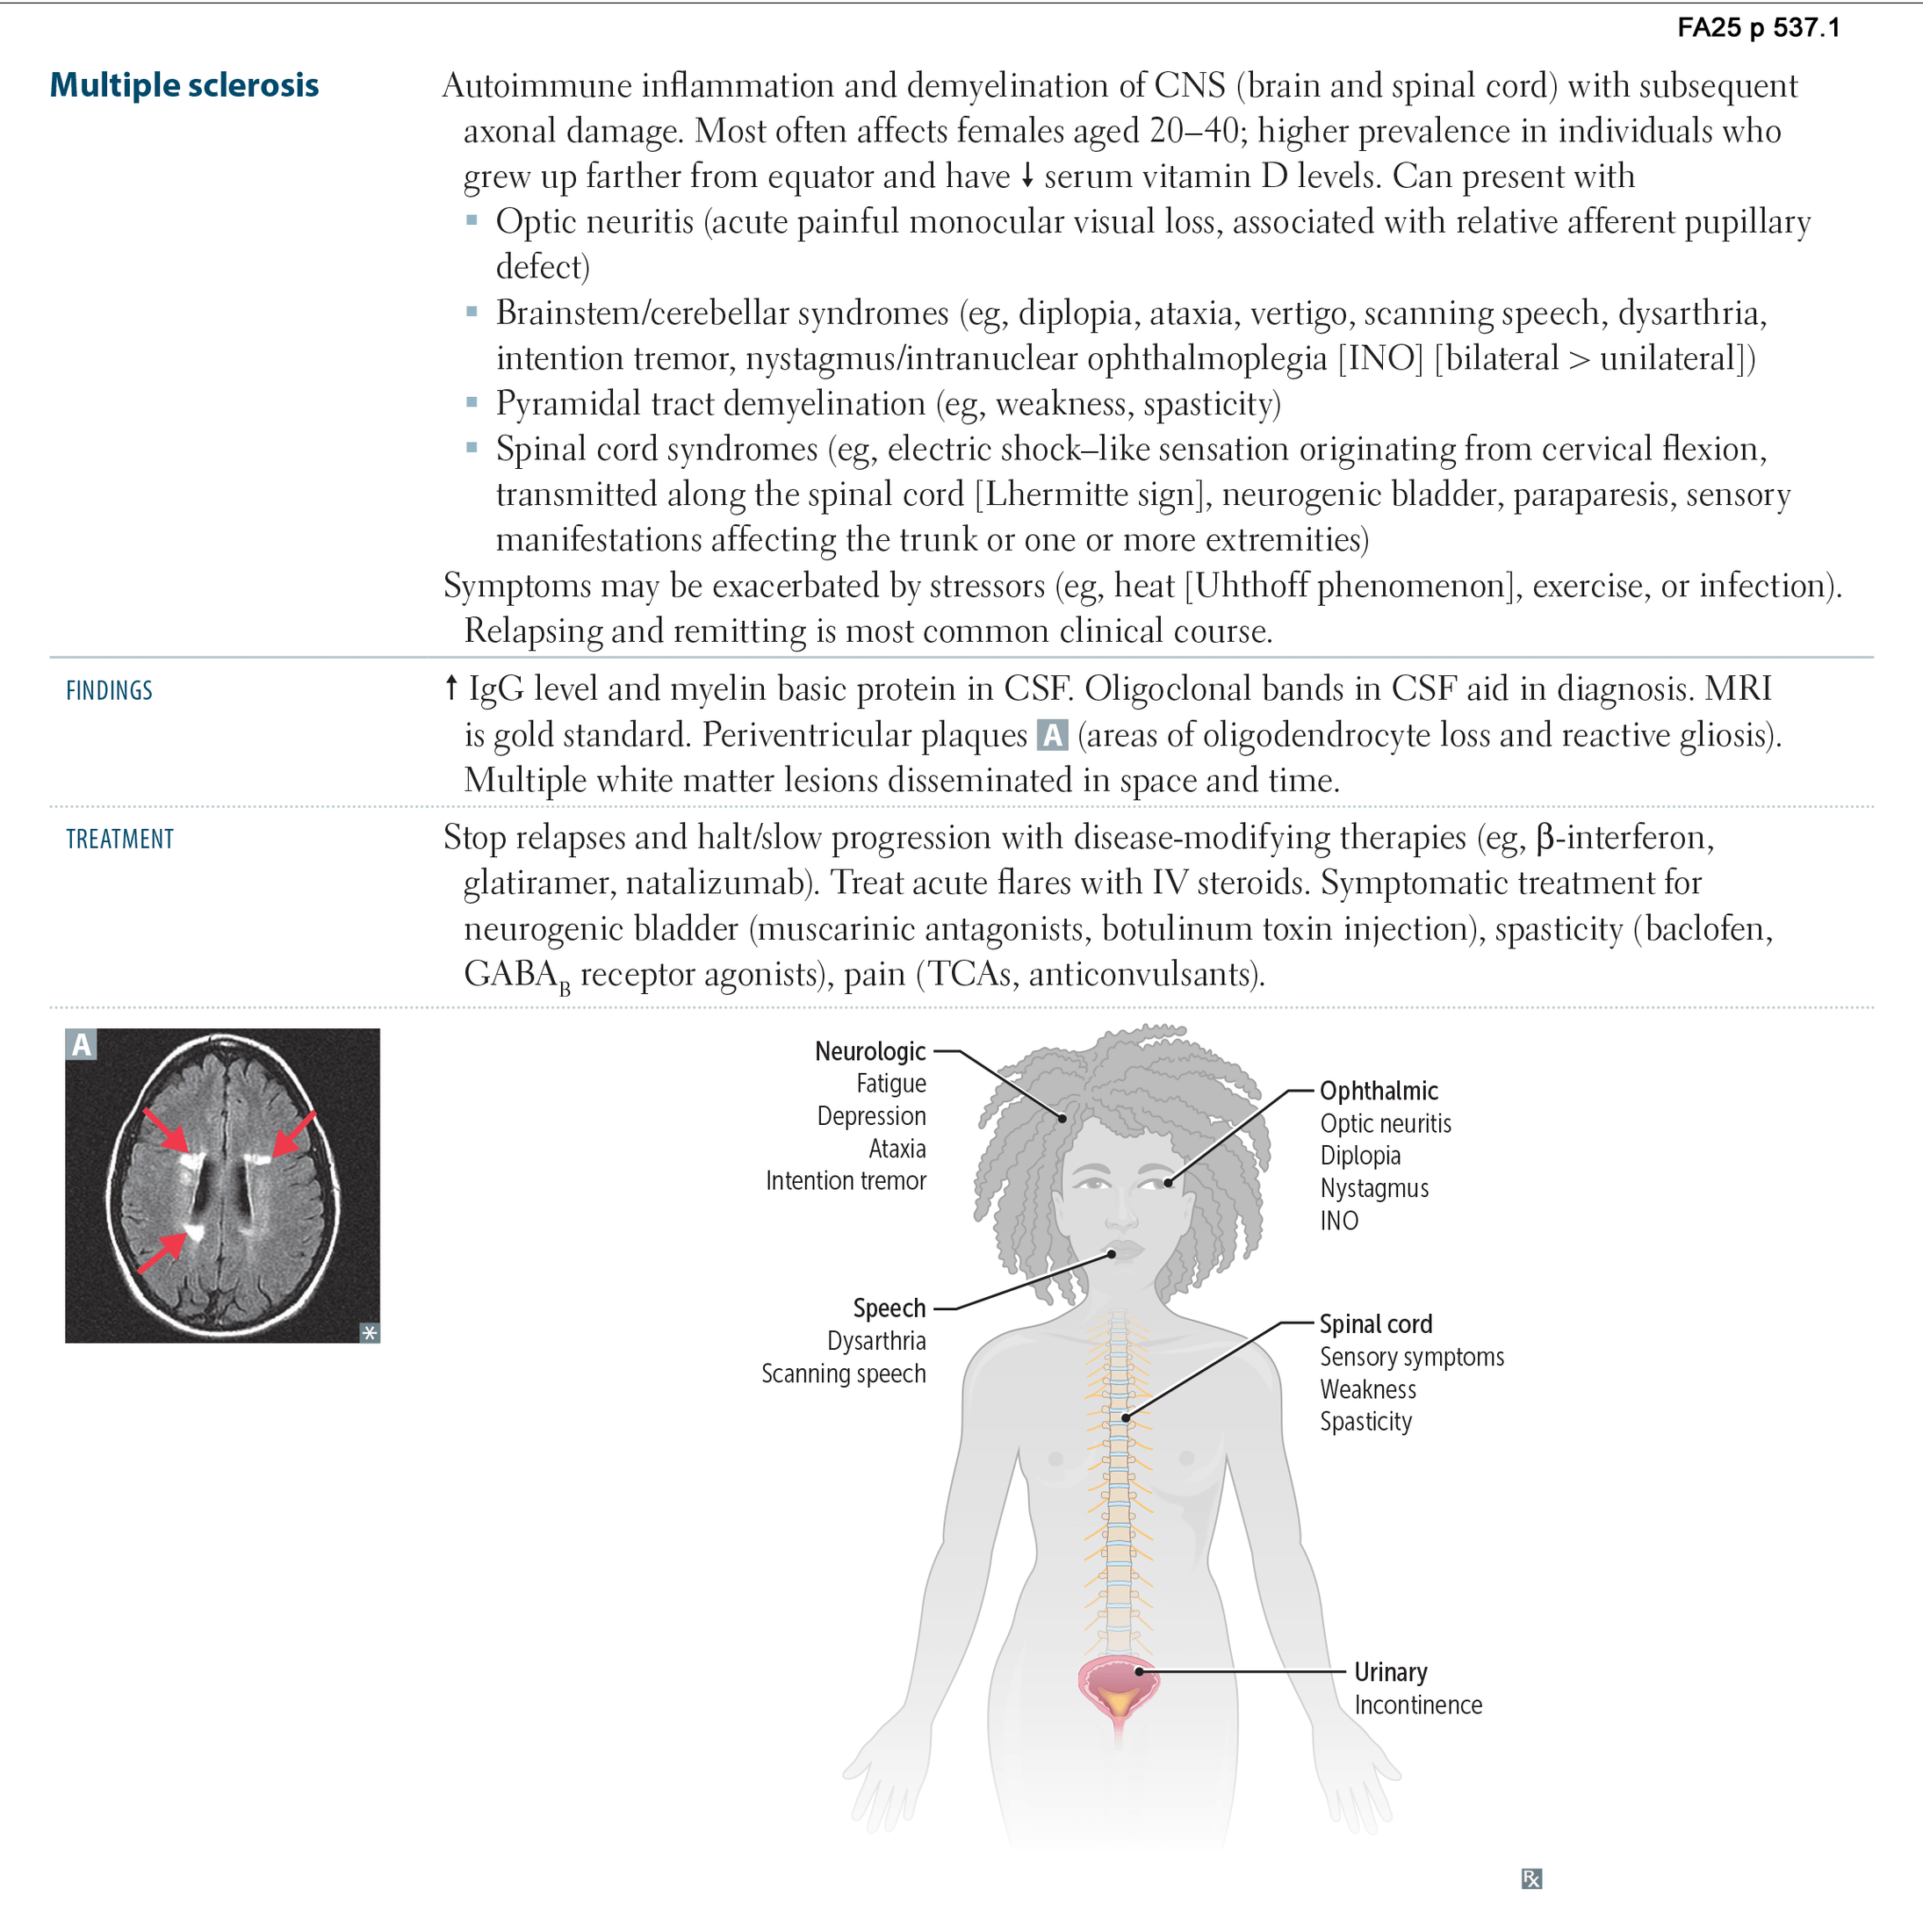 FA25 p 537.1
Multiple sclerosis
Autoimmune inflammation and demyelination of CNS (brain and spinal cord) with subsequent
axonal damage. Most often affects females aged 20–40; higher prevalence in individuals who
grew up farther from equator and have ↓ serum vitamin D levels. Can present with
▪ Optic neuritis (acute painful monocular visual loss, associated with relative afferent pupillary
defect)
▪ Brainstem/cerebellar syndromes (eg, diplopia, ataxia, vertigo, scanning speech, dysarthria,
intention tremor, nystagmus/intranuclear ophthalmoplegia [INO] [bilateral > unilateral])
▪ Pyramidal tract demyelination (eg, weakness, spasticity)
▪ Spinal cord syndromes (eg, electric shock–like sensation originating from cervical flexion,
transmitted along the spinal cord [Lhermitte sign], neurogenic bladder, paraparesis, sensory
manifestations affecting the trunk or one or more extremities)
Symptoms may be exacerbated by stressors (eg, heat [Uhthoff phenomenon], exercise, or infection).
Relapsing and remitting is most common clinical course.
FINDINGS
↑ IgG level and myelin basic protein in CSF. Oligoclonal bands in CSF aid in diagnosis. MRI
is gold standard. Periventricular plaques A (areas of oligodendrocyte loss and reactive gliosis).
Multiple white matter lesions disseminated in space and time.
TREATMENT
Stop relapses and halt/slow progression with disease-modifying therapies (eg, β-interferon,
glatiramer, natalizumab). Treat acute flares with IV steroids. Symptomatic treatment for
neurogenic bladder (muscarinic antagonists, botulinum toxin injection), spasticity (baclofen,
GABA_B receptor agonists), pain (TCAs, anticonvulsants).
A
*
Neurologic
Fatigue
Depression
Ataxia
Intention tremor
Ophthalmic
Optic neuritis
Diplopia
Nystagmus
INO
Speech
Dysarthria
Scanning speech
Spinal cord
Sensory symptoms
Weakness
Spasticity
Urinary
Incontinence
Rx